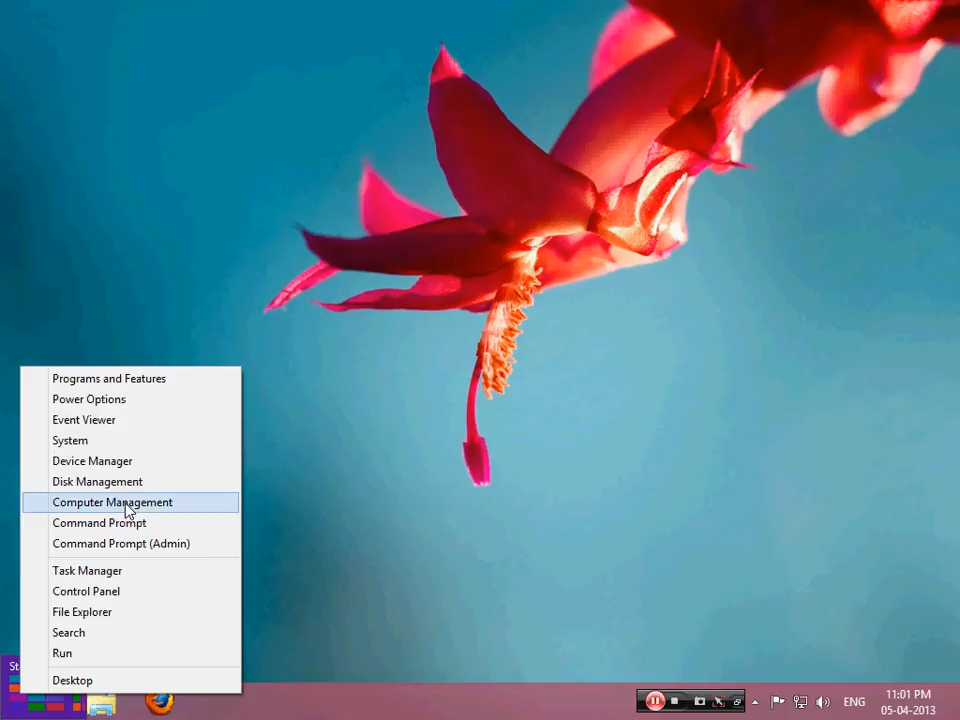 Programs and Features
Power Options
Event Viewer
System
Device Manager
Disk Management
Computer Management
Command Prompt
Command Prompt (Admin)
Task Manager
Control Panel
File Explorer
Search
Run
Desktop
St
ENG
11:01 PM
05-04-2013